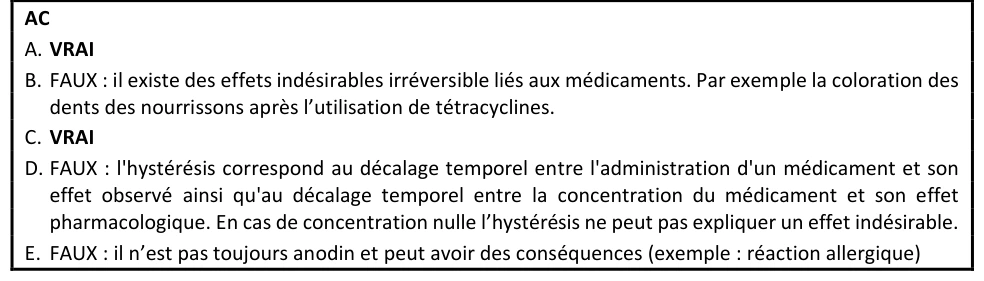 AC
A. VRAI
B. FAUX : il existe des effets indésirables irréversible liés aux médicaments. Par exemple la coloration des
dents des nourrissons après l’utilisation de tétracyclines.
C. VRAI
D. FAUX : l'hystérésis correspond au décalage temporel entre l'administration d'un médicament et son
effet observé ainsi qu'au décalage temporel entre la concentration du médicament et son effet
pharmacologique. En cas de concentration nulle l’hystérésis ne peut pas expliquer un effet indésirable.
E. FAUX : il n’est pas toujours anodin et peut avoir des conséquences (exemple : réaction allergique)